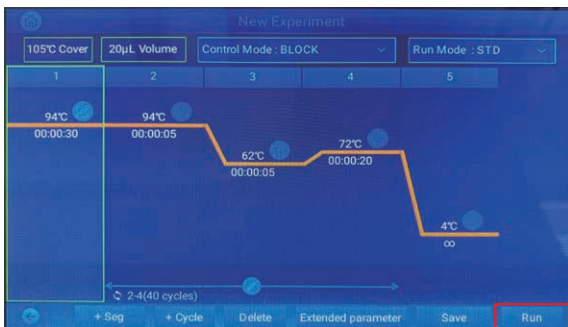 New Experiment
105℃ Cover 20μL Volume Control Mode : BLOCK Run Mode : STD
1 2 3 4 5
94℃ 94℃ 62℃ 72℃ 4℃
00:00:30 00:00:05 00:00:05 00:00:20 ∞
2-4(40 cycles)
+ Seg + Cycle Delete Extended parameter Save Run